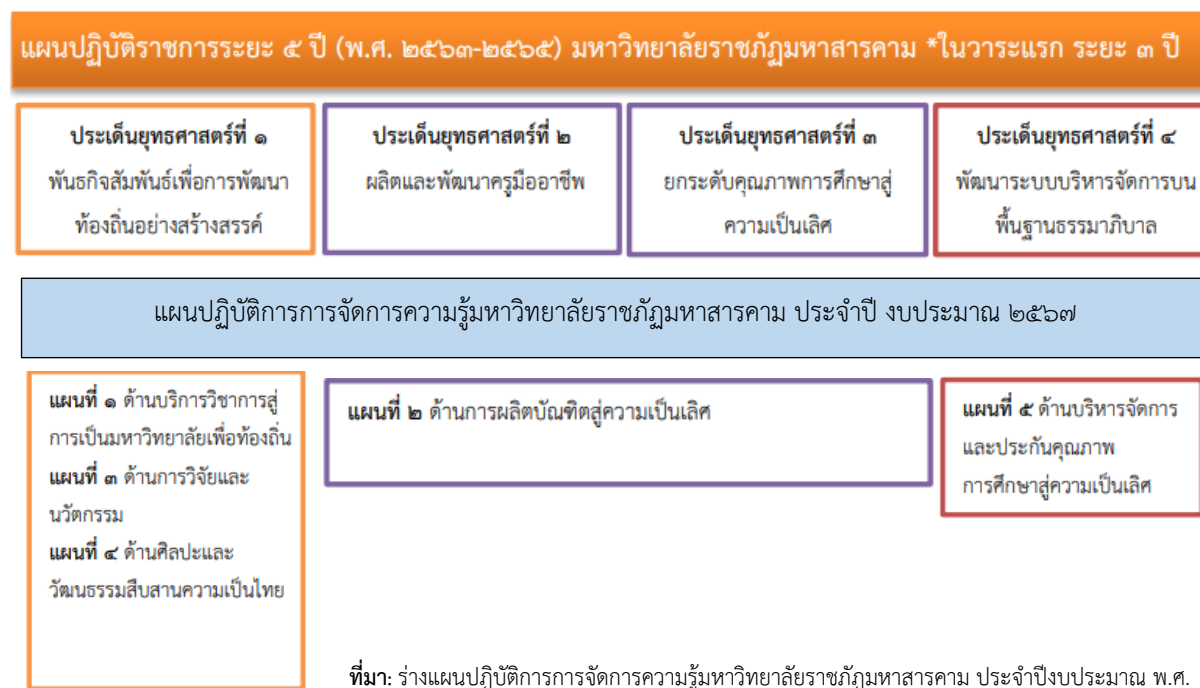 แผนปฏิบัติราชการระยะ ๕ ปี (พ.ศ. ๒๕๖๓-๒๕๖๕) มหาวิทยาลัยราชภัฏมหาสารคาม *ในวาระแรก ระยะ ๓ ปี
ประเด็นยุทธศาสตร์ที่ ๑
พันธกิจสัมพันธ์เพื่อการพัฒนา
ท้องถิ่นอย่างสร้างสรรค์
ประเด็นยุทธศาสตร์ที่ ๒
ผลิตและพัฒนาครูมืออาชีพ
ประเด็นยุทธศาสตร์ที่ ๓
ยกระดับคุณภาพการศึกษาสู่
ความเป็นเลิศ
ประเด็นยุทธศาสตร์ที่ ๔
พัฒนาระบบบริหารจัดการบน
พื้นฐานธรรมาภิบาล
แผนปฏิบัติการการจัดการความรู้มหาวิทยาลัยราชภัฏมหาสารคาม ประจำปี งบประมาณ ๒๕๖๗
แผนที่ ๑ ด้านบริการวิชาการสู่
การเป็นมหาวิทยาลัยเพื่อท้องถิ่น
แผนที่ ๓ ด้านการวิจัยและ
นวัตกรรม
แผนที่ ๔ ด้านศิลปะและ
วัฒนธรรมสืบสานความเป็นไทย
แผนที่ ๒ ด้านการผลิตบัณฑิตสู่ความเป็นเลิศ
แผนที่ ๕ ด้านบริหารจัดการ
และประกันคุณภาพ
การศึกษาสู่ความเป็นเลิศ
ที่มา: ร่างแผนปฏิบัติการการจัดการความรู้มหาวิทยาลัยราชภัฏมหาสารคาม ประจำปีงบประมาณ พ.ศ.